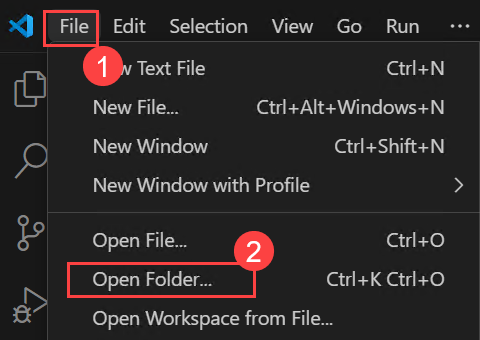 File Edit Selection View Go Run ...
1
w Text File Ctrl+N
New File... Ctrl+Alt+Windows+N
New Window Ctrl+Shift+N
New Window with Profile
Open File... Ctrl+O
2
Open Folder... Ctrl+K Ctrl+O
Open Workspace from File...